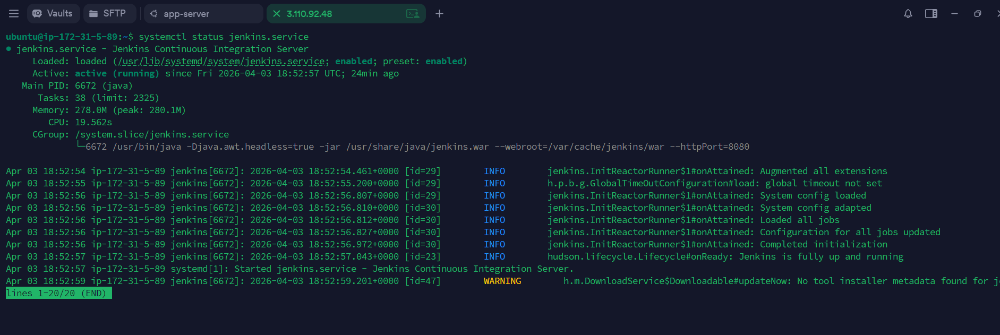 Vaults SFTP app-server 3.110.92.48
ubuntu@ip-172-31-5-89:~$ systemctl status jenkins.service
● jenkins.service - Jenkins Continuous Integration Server
     Loaded: loaded (/usr/lib/systemd/system/jenkins.service; enabled; preset: enabled)
     Active: active (running) since Fri 2026-04-03 18:52:57 UTC; 24min ago
   Main PID: 6672 (java)
      Tasks: 38 (limit: 2325)
     Memory: 278.0M (peak: 280.1M)
        CPU: 19.562s
     CGroup: /system.slice/jenkins.service
             └─6672 /usr/bin/java -Djava.awt.headless=true -jar /usr/share/java/jenkins.war --webroot=/var/cache/jenkins/war --httpPort=8080
Apr 03 18:52:54 ip-172-31-5-89 jenkins[6672]: 2026-04-03 18:52:54.461+0000 [id=29]        INFO        jenkins.InitReactorRunner$1#onAttained: Augmented all extensions
Apr 03 18:52:55 ip-172-31-5-89 jenkins[6672]: 2026-04-03 18:52:55.200+0000 [id=29]        INFO        h.p.b.g.GlobalTimeOutConfiguration#load: global timeout not set
Apr 03 18:52:56 ip-172-31-5-89 jenkins[6672]: 2026-04-03 18:52:56.807+0000 [id=29]        INFO        jenkins.InitReactorRunner$1#onAttained: System config loaded
Apr 03 18:52:56 ip-172-31-5-89 jenkins[6672]: 2026-04-03 18:52:56.810+0000 [id=30]        INFO        jenkins.InitReactorRunner$1#onAttained: System config adapted
Apr 03 18:52:56 ip-172-31-5-89 jenkins[6672]: 2026-04-03 18:52:56.812+0000 [id=30]        INFO        jenkins.InitReactorRunner$1#onAttained: Loaded all jobs
Apr 03 18:52:56 ip-172-31-5-89 jenkins[6672]: 2026-04-03 18:52:56.827+0000 [id=30]        INFO        jenkins.InitReactorRunner$1#onAttained: Configuration for all jobs updated
Apr 03 18:52:56 ip-172-31-5-89 jenkins[6672]: 2026-04-03 18:52:56.972+0000 [id=30]        INFO        jenkins.InitReactorRunner$1#onAttained: Completed initialization
Apr 03 18:52:57 ip-172-31-5-89 jenkins[6672]: 2026-04-03 18:52:57.043+0000 [id=23]        INFO        hudson.lifecycle.Lifecycle#onReady: Jenkins is fully up and running
Apr 03 18:52:57 ip-172-31-5-89 systemd[1]: Started jenkins.service - Jenkins Continuous Integration Server.
Apr 03 18:52:59 ip-172-31-5-89 jenkins[6672]: 2026-04-03 18:52:59.201+0000 [id=47]        WARNING        h.m.DownloadService$Downloadable#updateNow: No tool installer metadata found for
lines 1-20/20 (END)